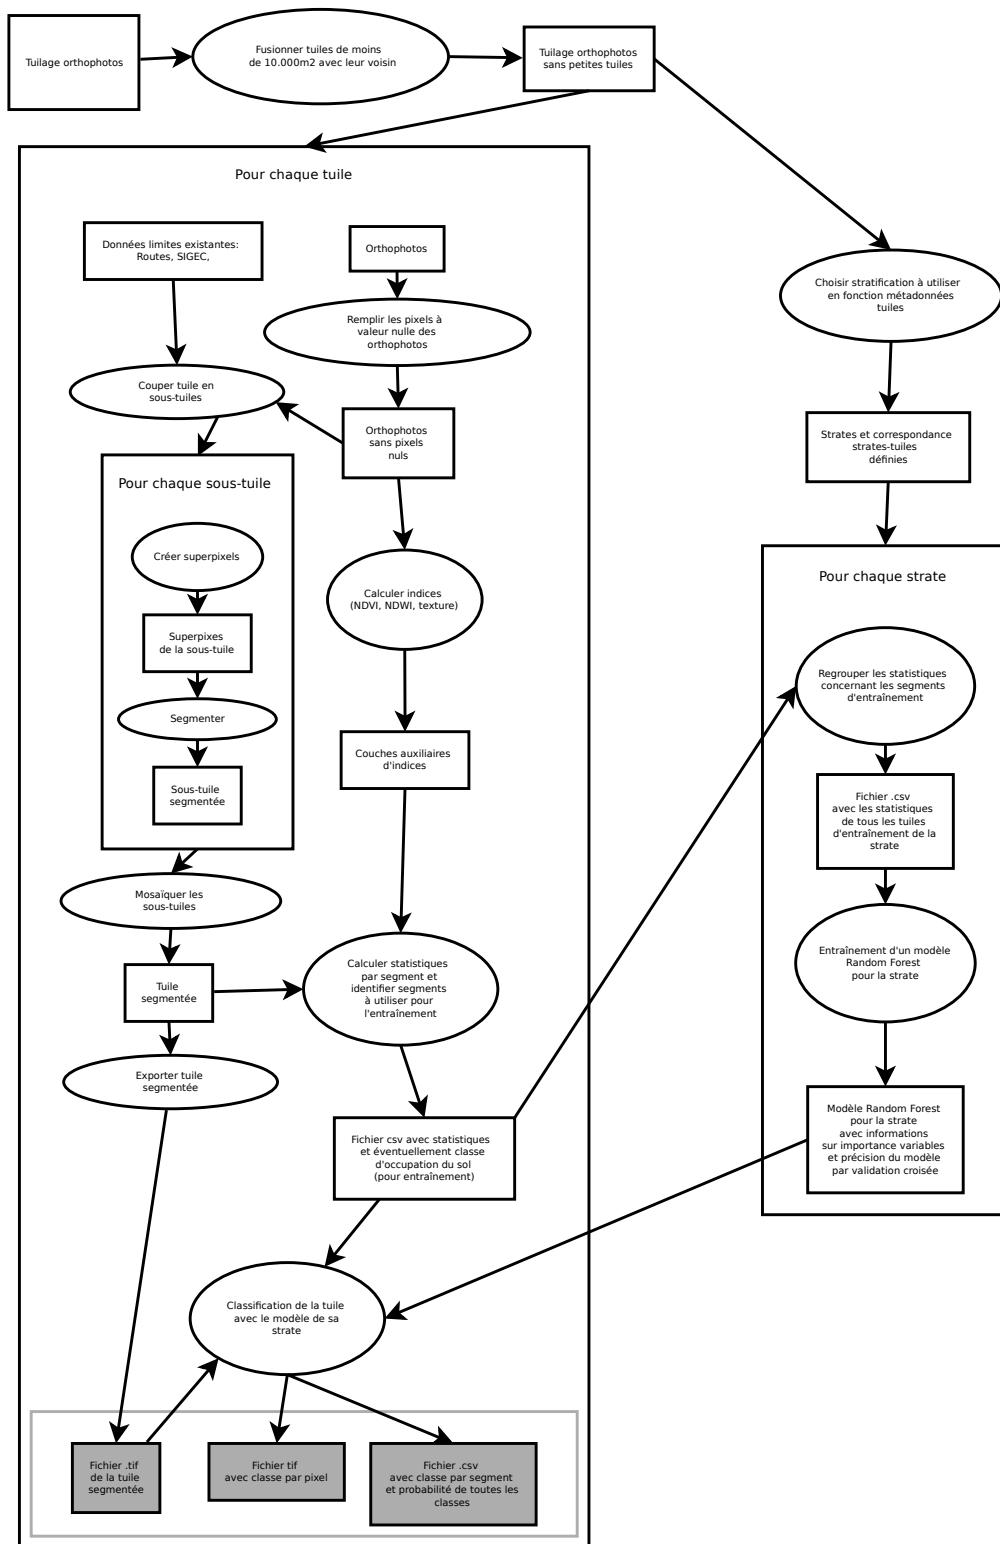 Tuilage orthophotos
Fusionner tuiles de moins
de 10.000m2 avec leur voisin
Tuilage orthophotos
sans petites tuiles
Pour chaque tuile
Données limites existantes:
Routes, SIGEC,
Orthophotos
Remplir les pixels à
valeur nulle des
orthophotos
Couper tuile en
sous-tuiles
Orthophotos
sans pixels
nuls
Pour chaque sous-tuile
Créer superpixels
Superpixes
de la sous-tuile
Segmenter
Sous-tuile
segmentée
Calculer indices
(NDVI, NDWI, texture)
Couches auxiliaires
d'indices
Mosaïquer les
sous-tuiles
Tuile
segmentée
Calculer statistiques
par segment et
identifier segments
à utiliser pour
l'entraînement
Exporter tuile
segmentée
Fichier csv avec statistiques
et éventuellement classe
d'occupation du sol
(pour entraînement)
Classification de la tuile
avec le modèle de sa
strate
Fichier .tif
de la tuile
segmentée
Fichier tif
avec classe par pixel
Fichier .csv
avec classe par segment
et probabilité de toutes les
classes
Choisir stratification à utiliser
en fonction métadonnées
tuiles
Strates et correspondance
strates-tuiles
définies
Pour chaque strate
Regrouper les statistiques
concernant les segments
d'entraînement
Fichier .csv
avec les statistiques
de tous les tuiles
d'entraînement de la
strate
Entraînement d'un modèle
Random Forest
pour la strate
Modèle Random Forest
pour la strate
avec informations
sur importance variables
et précision du modèle
par validation croisée